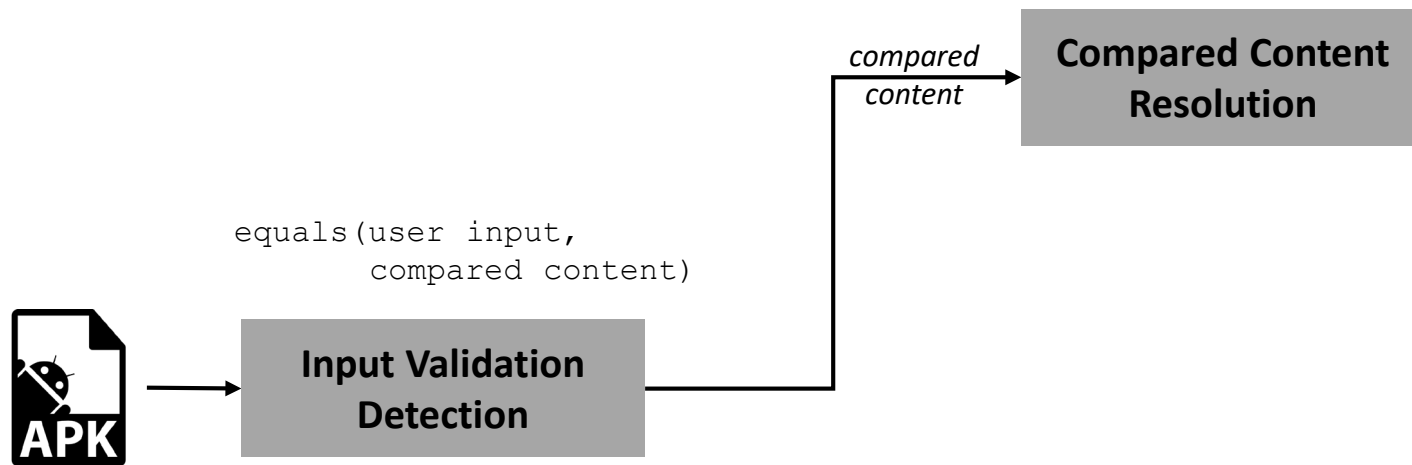 compared
content
Compared Content
Resolution
equals(user input,
compared content)
Input Validation
Detection
APK